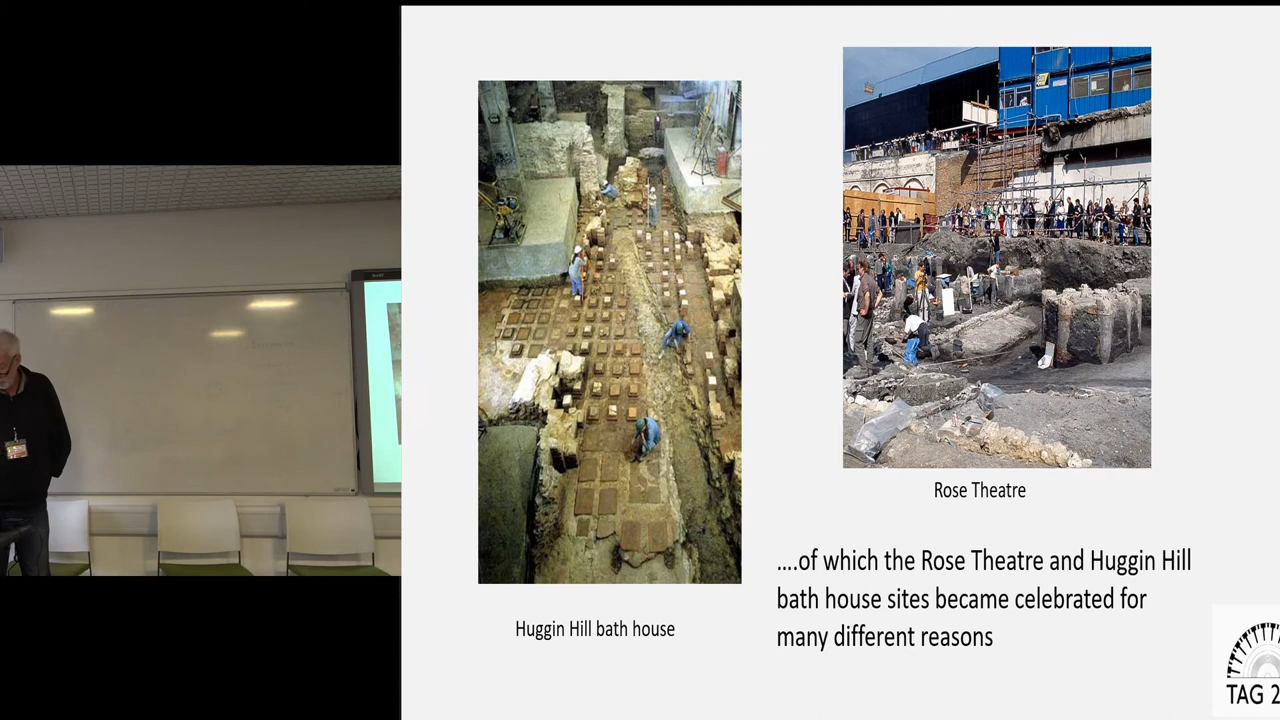 Huggin Hill bath house
Rose Theatre
....of which the Rose Theatre and Huggin Hill
bath house sites became celebrated for
many different reasons
TAG 2